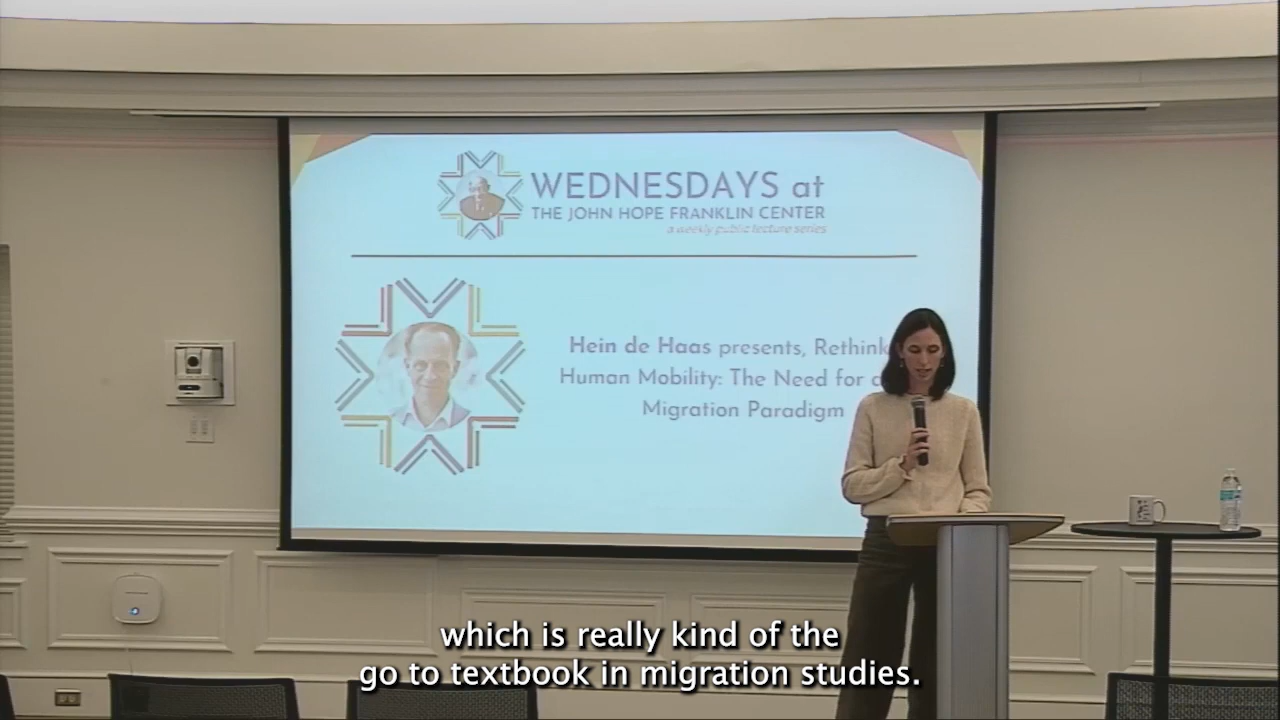 WEDNESDAYS at
THE JOHN HOPE FRANKLIN CENTER
a weekly public lecture series
Hein de Haas presents, Rethink
Human Mobility: The Need for a
Migration Paradigm
which is really kind of the
go to textbook in migration studies.